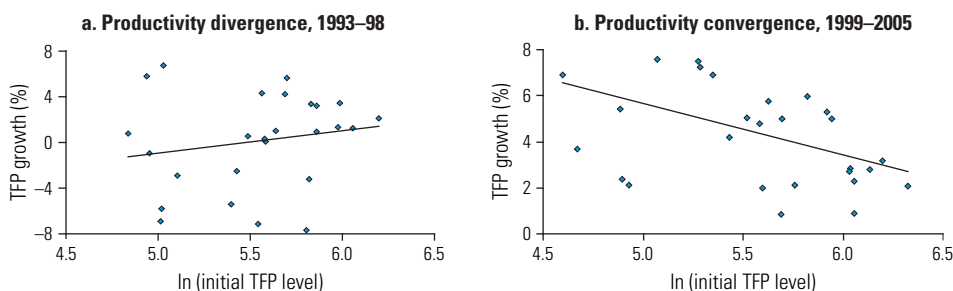 a. Productivity divergence, 1993–98
8
4
0
–4
–8
4.5 5.0 5.5 6.0 6.5
TFP growth (%)
ln (initial TFP level)
b. Productivity convergence, 1999–2005
8
6
4
2
0
4.5 5.0 5.5 6.0 6.5
TFP growth (%)
ln (initial TFP level)